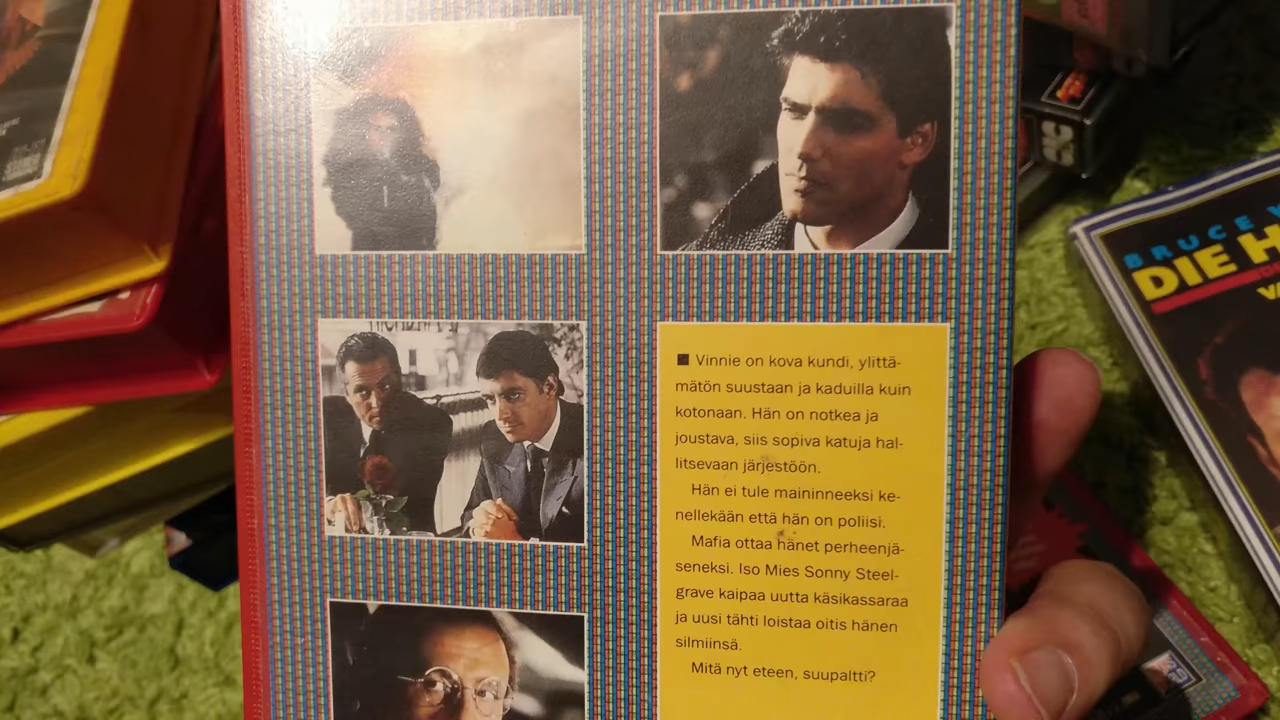 BRUCE
DIE H
■ Vinnie on kova kundi, ylittä-
mätön suustaan ja kaduilla kuin
kotonaan. Hän on notkea ja
joustava, siis sopiva katuja hal-
litsevaan järjestöön.
Hän ei tule maininneeksi ke-
nellekään että hän on poliisi.
Mafia ottaa hänet perheenjä-
seneksi. Iso Mies Sonny Steel-
grave kaipaa uutta käsikassaraa
ja uusi tähti loistaa oitis hänen
silmiinsä.
Mitä nyt eteen, suupaltti?